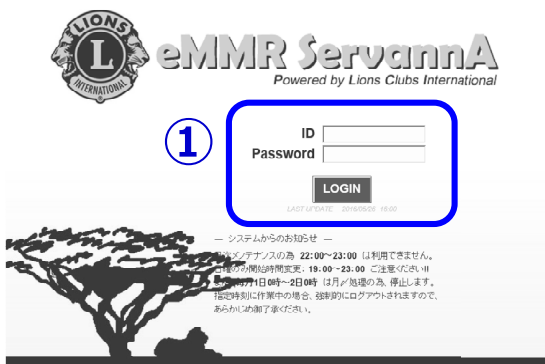 LIONS
L
INTERNATIONAL
eMMR ServannA
Powered by Lions Clubs International
①
ID
Password
LOGIN
LAST UPDATE 16:00
― システムからのお知らせ ―
メンテナンスの為 22:00~23:00 は利用できません。
のみ開始時間変更: 19:00~23:00 ご注意ください!!
毎月1日0時~2日0時 は月〆処理の為、停止します。
指定時刻に作業中の場合、強制的にログアウトされますので、
あらかじめ御了承ください。